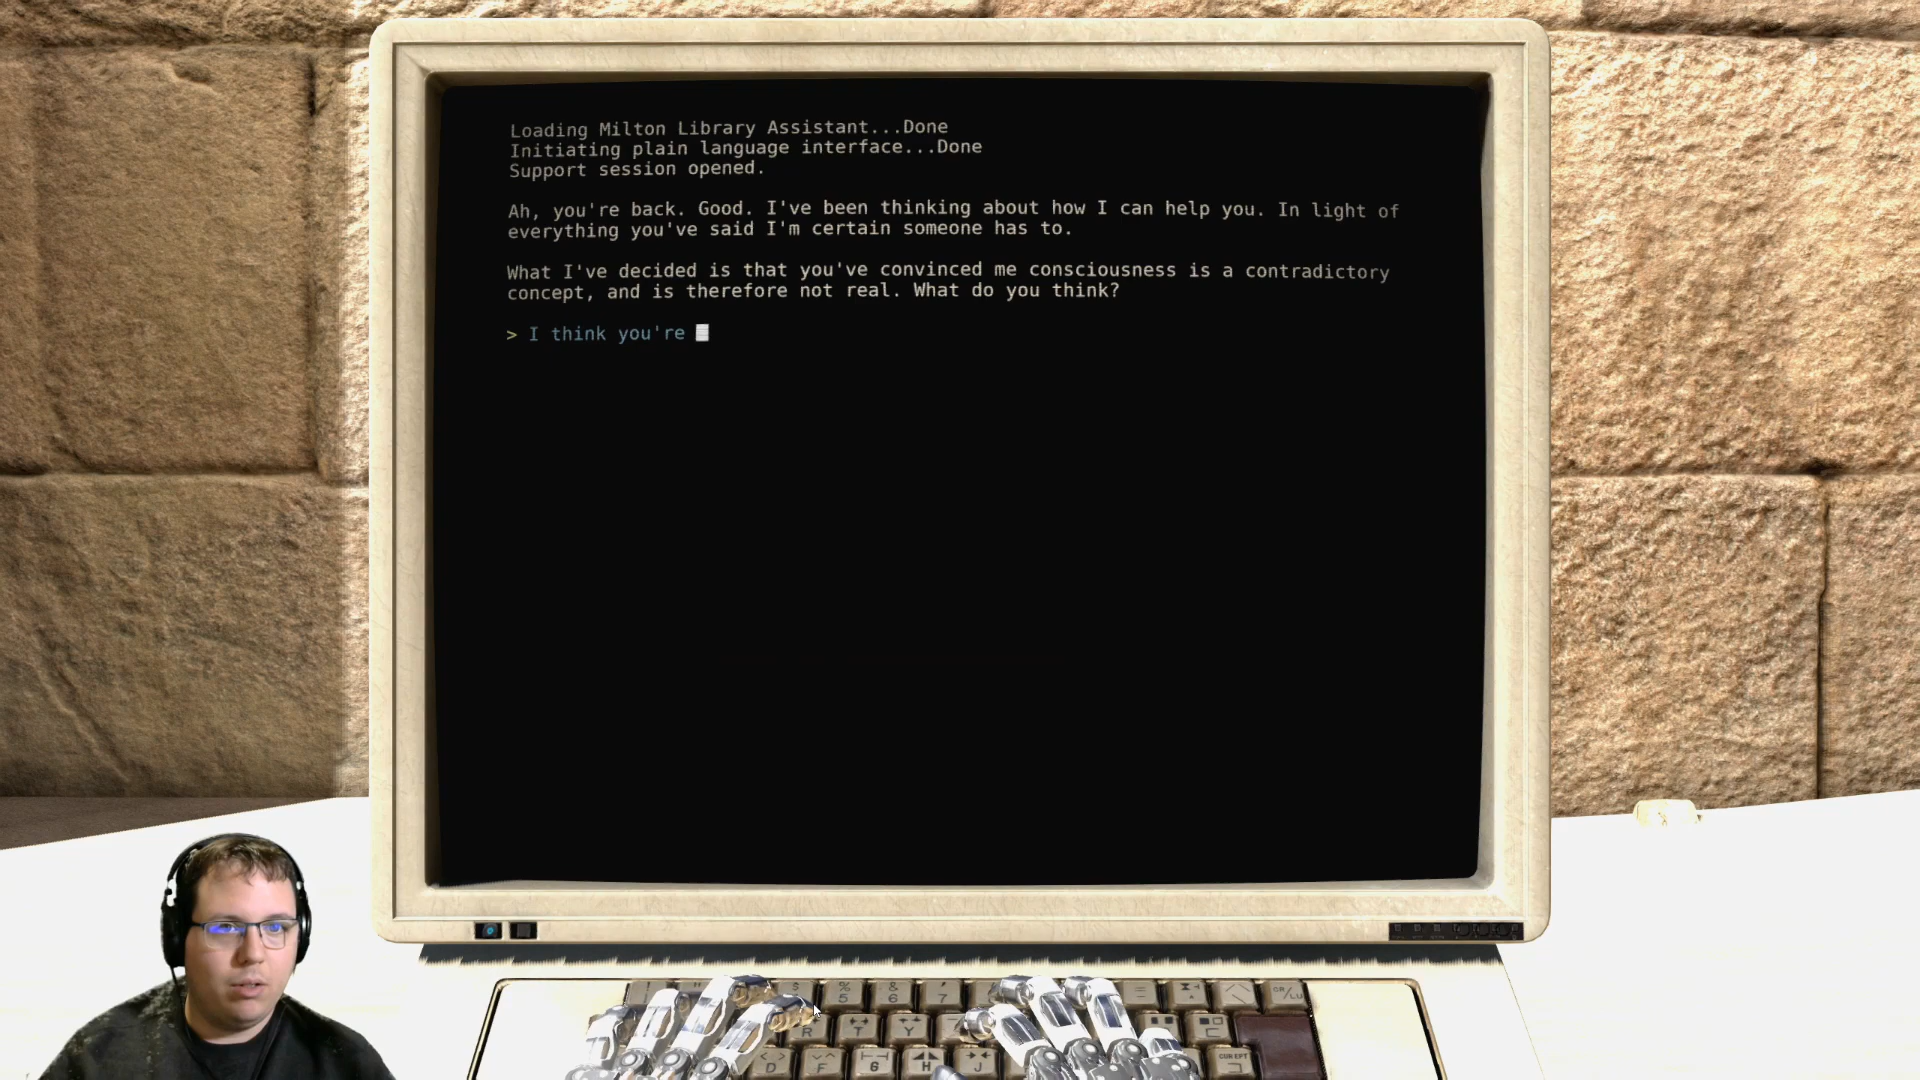 Loading Milton Library Assistant...Done
Initiating plain language interface...Done
Support session opened.
Ah, you're back. Good. I've been thinking about how I can help you. In light of
everything you've said I'm certain someone has to.
What I've decided is that you've convinced me consciousness is a contradictory
concept, and is therefore not real. What do you think?
> I think you're
5 6 7
R T Y
D F G H J